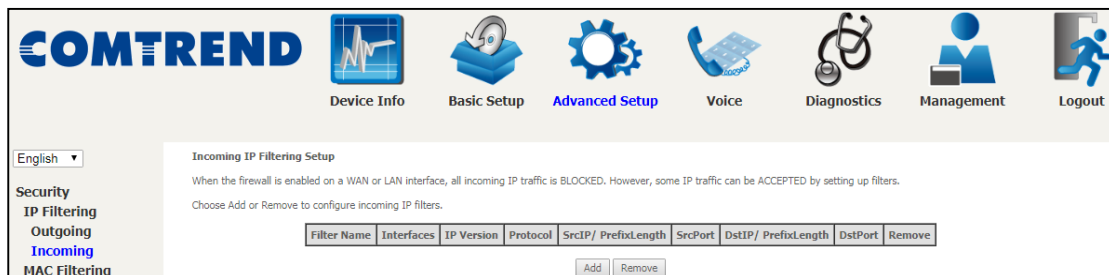 COMTREND
Device Info Basic Setup Advanced Setup Voice Diagnostics Management Logout
English
Security
IP Filtering
Outgoing
Incoming
MAC Filtering
Incoming IP Filtering Setup
When the firewall is enabled on a WAN or LAN interface, all incoming IP traffic is BLOCKED. However, some IP traffic can be ACCEPTED by setting up filters.
Choose Add or Remove to configure incoming IP filters.
Filter Name Interfaces IP Version Protocol SrcIP/ PrefixLength SrcPort DstIP/ PrefixLength DstPort Remove
Add Remove